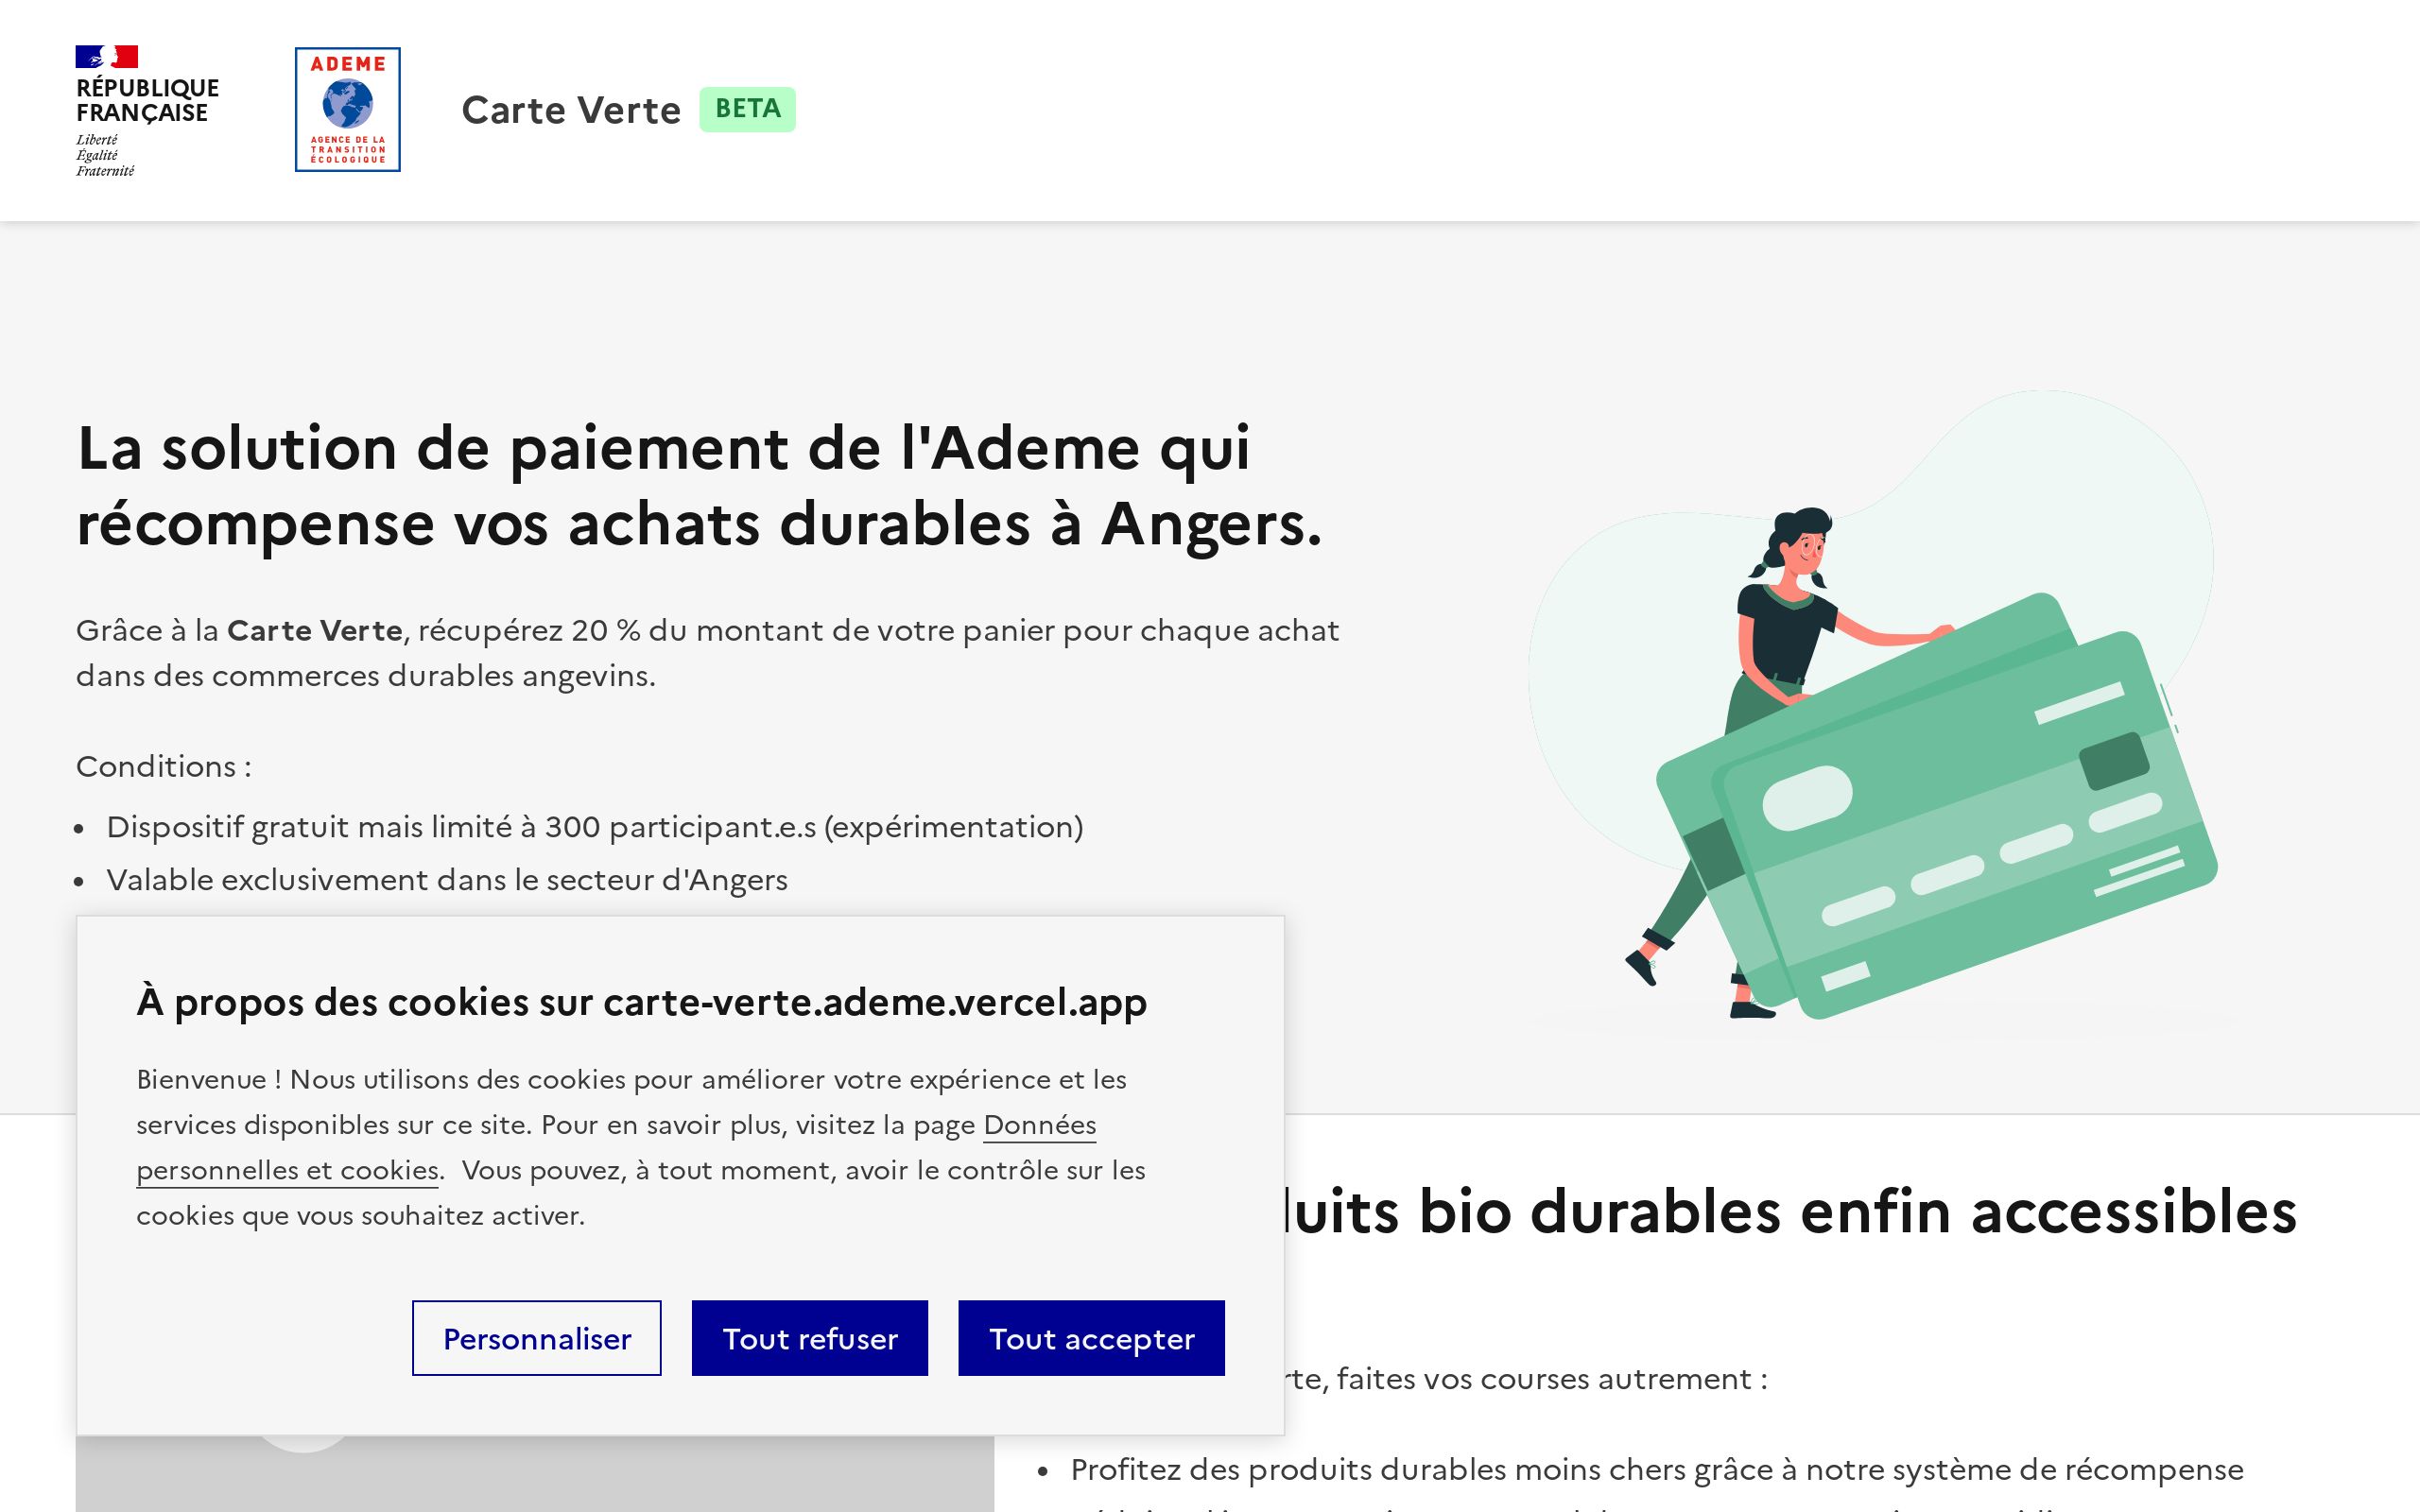 RÉPUBLIQUE
FRANÇAISE
Liberté
Égalité
Fraternité
ADEME
AGENCE DE LA
TRANSITION
ÉCOLOGIQUE
Carte Verte BETA
La solution de paiement de l'Ademe qui
récompense vos achats durables à Angers.
Grâce à la Carte Verte, récupérez 20 % du montant de votre panier pour chaque achat
dans des commerces durables angevins.
Conditions :
• Dispositif gratuit mais limité à 300 participant.e.s (expérimentation)
• Valable exclusivement dans le secteur d'Angers
À propos des cookies sur carte-verte.ademe.vercel.app
Bienvenue ! Nous utilisons des cookies pour améliorer votre expérience et les
services disponibles sur ce site. Pour en savoir plus, visitez la page Données
personnelles et cookies.  Vous pouvez, à tout moment, avoir le contrôle sur les
cookies que vous souhaitez activer.
Personnaliser Tout refuser Tout accepter
uits bio durables enfin accessibles
rte, faites vos courses autrement :
• Profitez des produits durables moins chers grâce à notre système de récompense